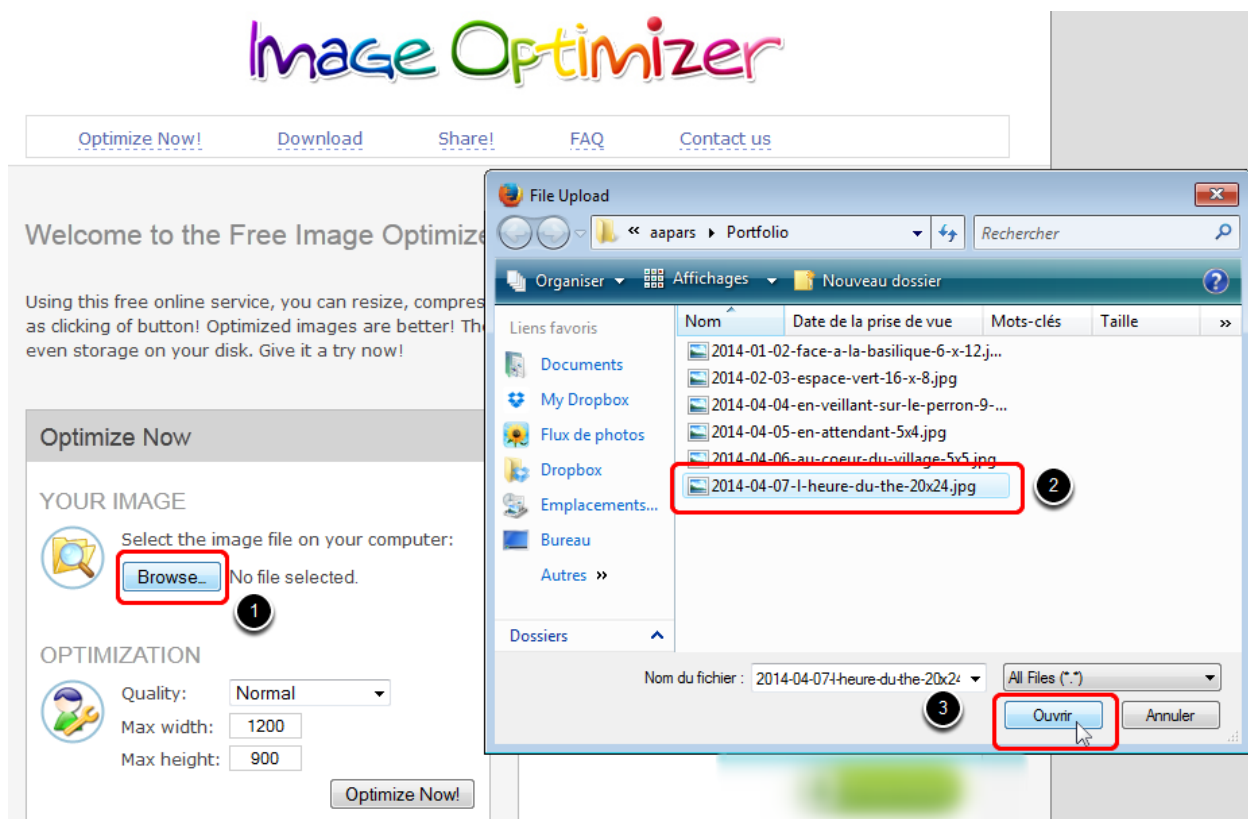 Image Optimizer
Optimize Now! Download Share! FAQ Contact us
Welcome to the Free Image Optimize
Using this free online service, you can resize, compres
as clicking of button! Optimized images are better! The
even storage on your disk. Give it a try now!
Optimize Now
YOUR IMAGE
Select the image file on your computer:
Browse... No file selected.
1
OPTIMIZATION
Quality: Normal
Max width: 1200
Max height: 900
Optimize Now!
File Upload
« aapars Portfolio Rechercher
Organiser Affichages Nouveau dossier ?
Liens favoris
Documents
My Dropbox
Flux de photos
Dropbox
Emplacements...
Bureau
Autres »
Dossiers
Nom Date de la prise de vue Mots-clés Taille »
2014-01-02-face-a-la-basilique-6-x-12.j...
2014-02-03-espace-vert-16-x-8.jpg
2014-04-04-en-veillant-sur-le-perron-9-...
2014-04-05-en-attendant-5x4.jpg
2014-04-06-au-coeur-du-village-5x5.jpg
2014-04-07-l-heure-du-the-20x24.jpg
2
Nom du fichier : 2014-04-07-l-heure-du-the-20x24 All Files (*.*)
3
Ouvrir Annuler